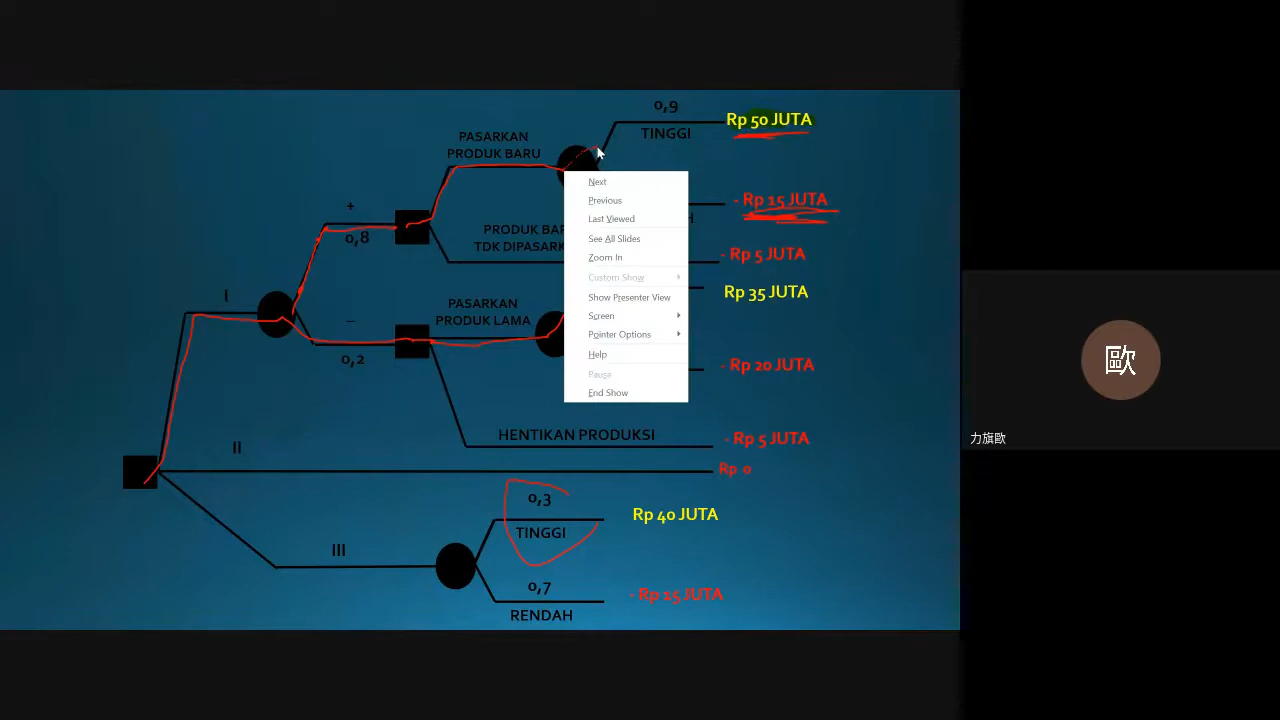 0,9
Rp 50 JUTA
TINGGI
PASARKAN
PRODUK BARU
- Rp 15 JUTA
H
+
0,8
PRODUK BAR
TDK DIPASARK
- Rp 5 JUTA
Next
Previous
Last Viewed
See All Slides
Zoom In
Custom Show
Show Presenter View
Screen
Pointer Options
Help
Pause
End Show
I
PASARKAN
PRODUK LAMA
Rp 35 JUTA
–
0,2
- Rp 20 JUTA
HENTIKAN PRODUKSI
- Rp 5 JUTA
II
Rp 0
0,3
TINGGI
Rp 40 JUTA
III
0,7
RENDAH
- Rp 15 JUTA
歐
力旗歐